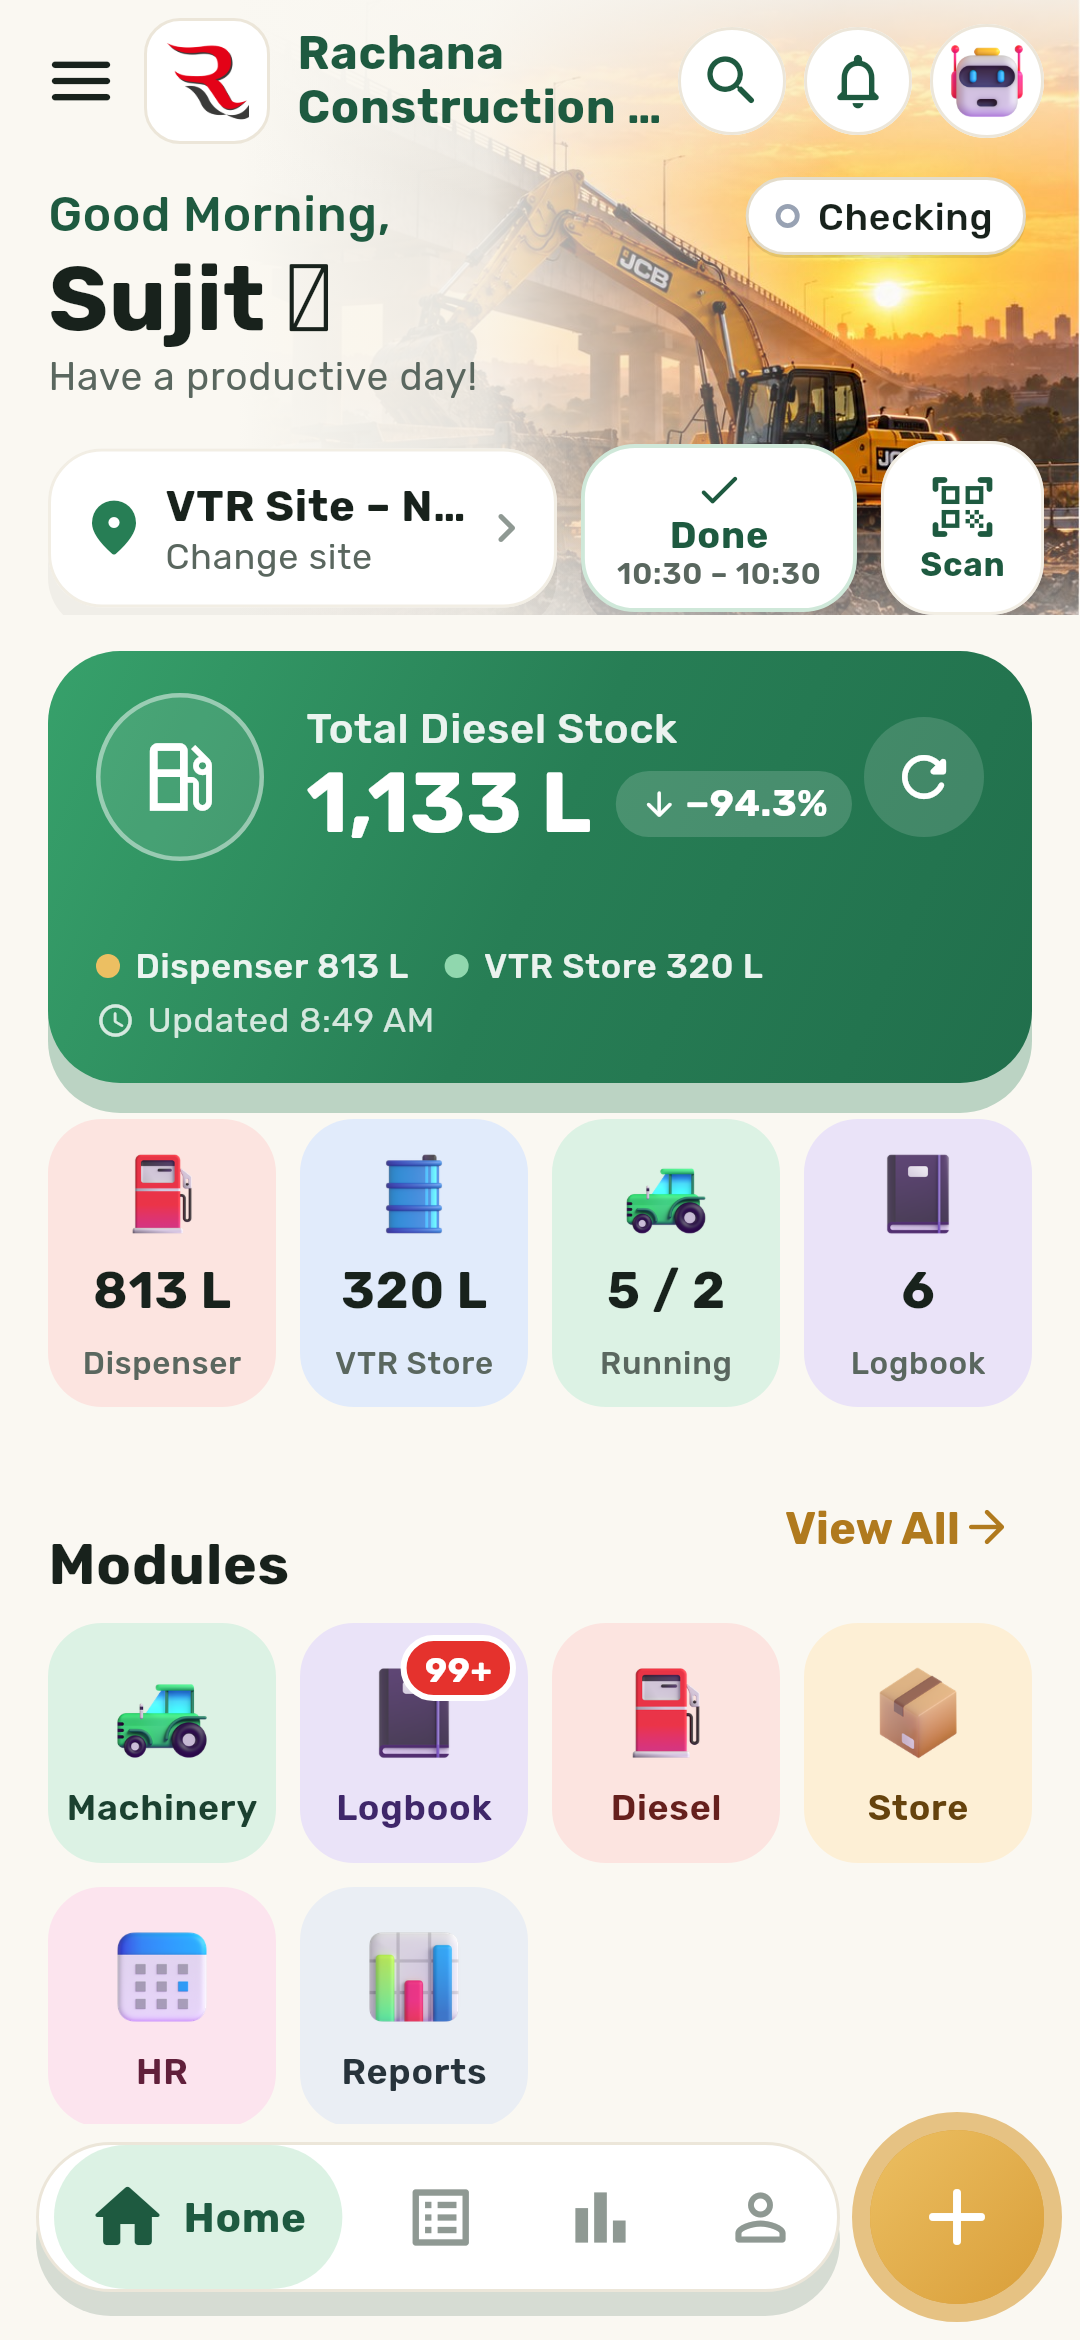 Rachana
Construction ...
Good Morning,
Checking
Sujit
Have a productive day!
JCB
VTR Site – N...
Change site
Done
10:30 – 10:30
Scan
Total Diesel Stock
1,133 L
↓ –94.3%
Dispenser 813 L
VTR Store 320 L
Updated 8:49 AM
813 L
Dispenser
320 L
VTR Store
5 / 2
Running
6
Logbook
View All →
Modules
99+
Machinery
Logbook
Diesel
Store
HR
Reports
Home